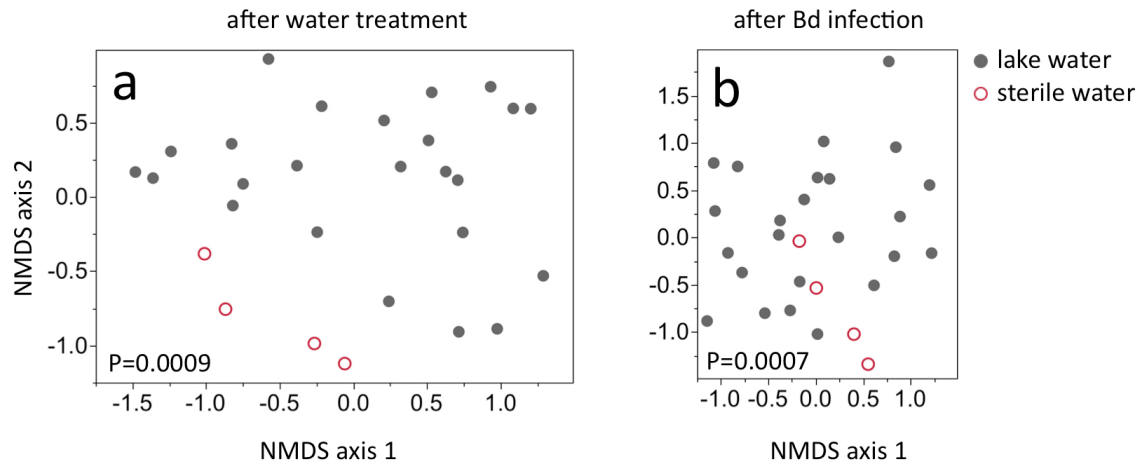 after water treatment
after Bd infection
a
b
lake water
sterile water
NMDS axis 2
0.5
0.0
-0.5
-1.0
1.5
1.0
0.5
0.0
-0.5
-1.0
P=0.0009
P=0.0007
-1.5 -1.0 -0.5 0.0 0.5 1.0
-1.0 -0.5 0.0 0.5 1.0
NMDS axis 1
NMDS axis 1